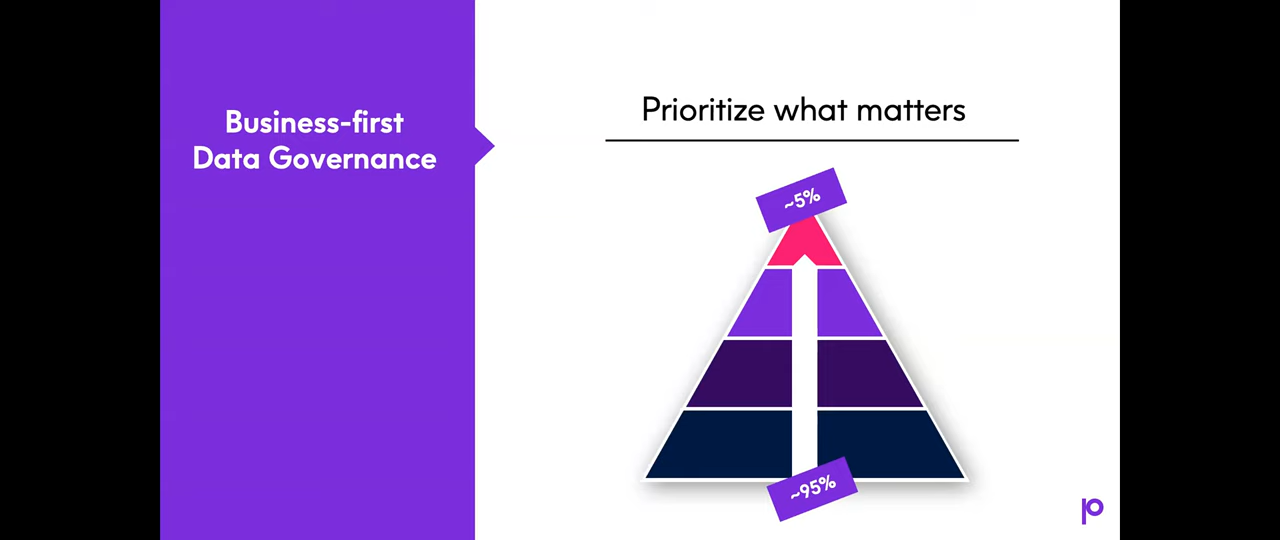 Business-first
Data Governance
Prioritize what matters
~5%
~95%